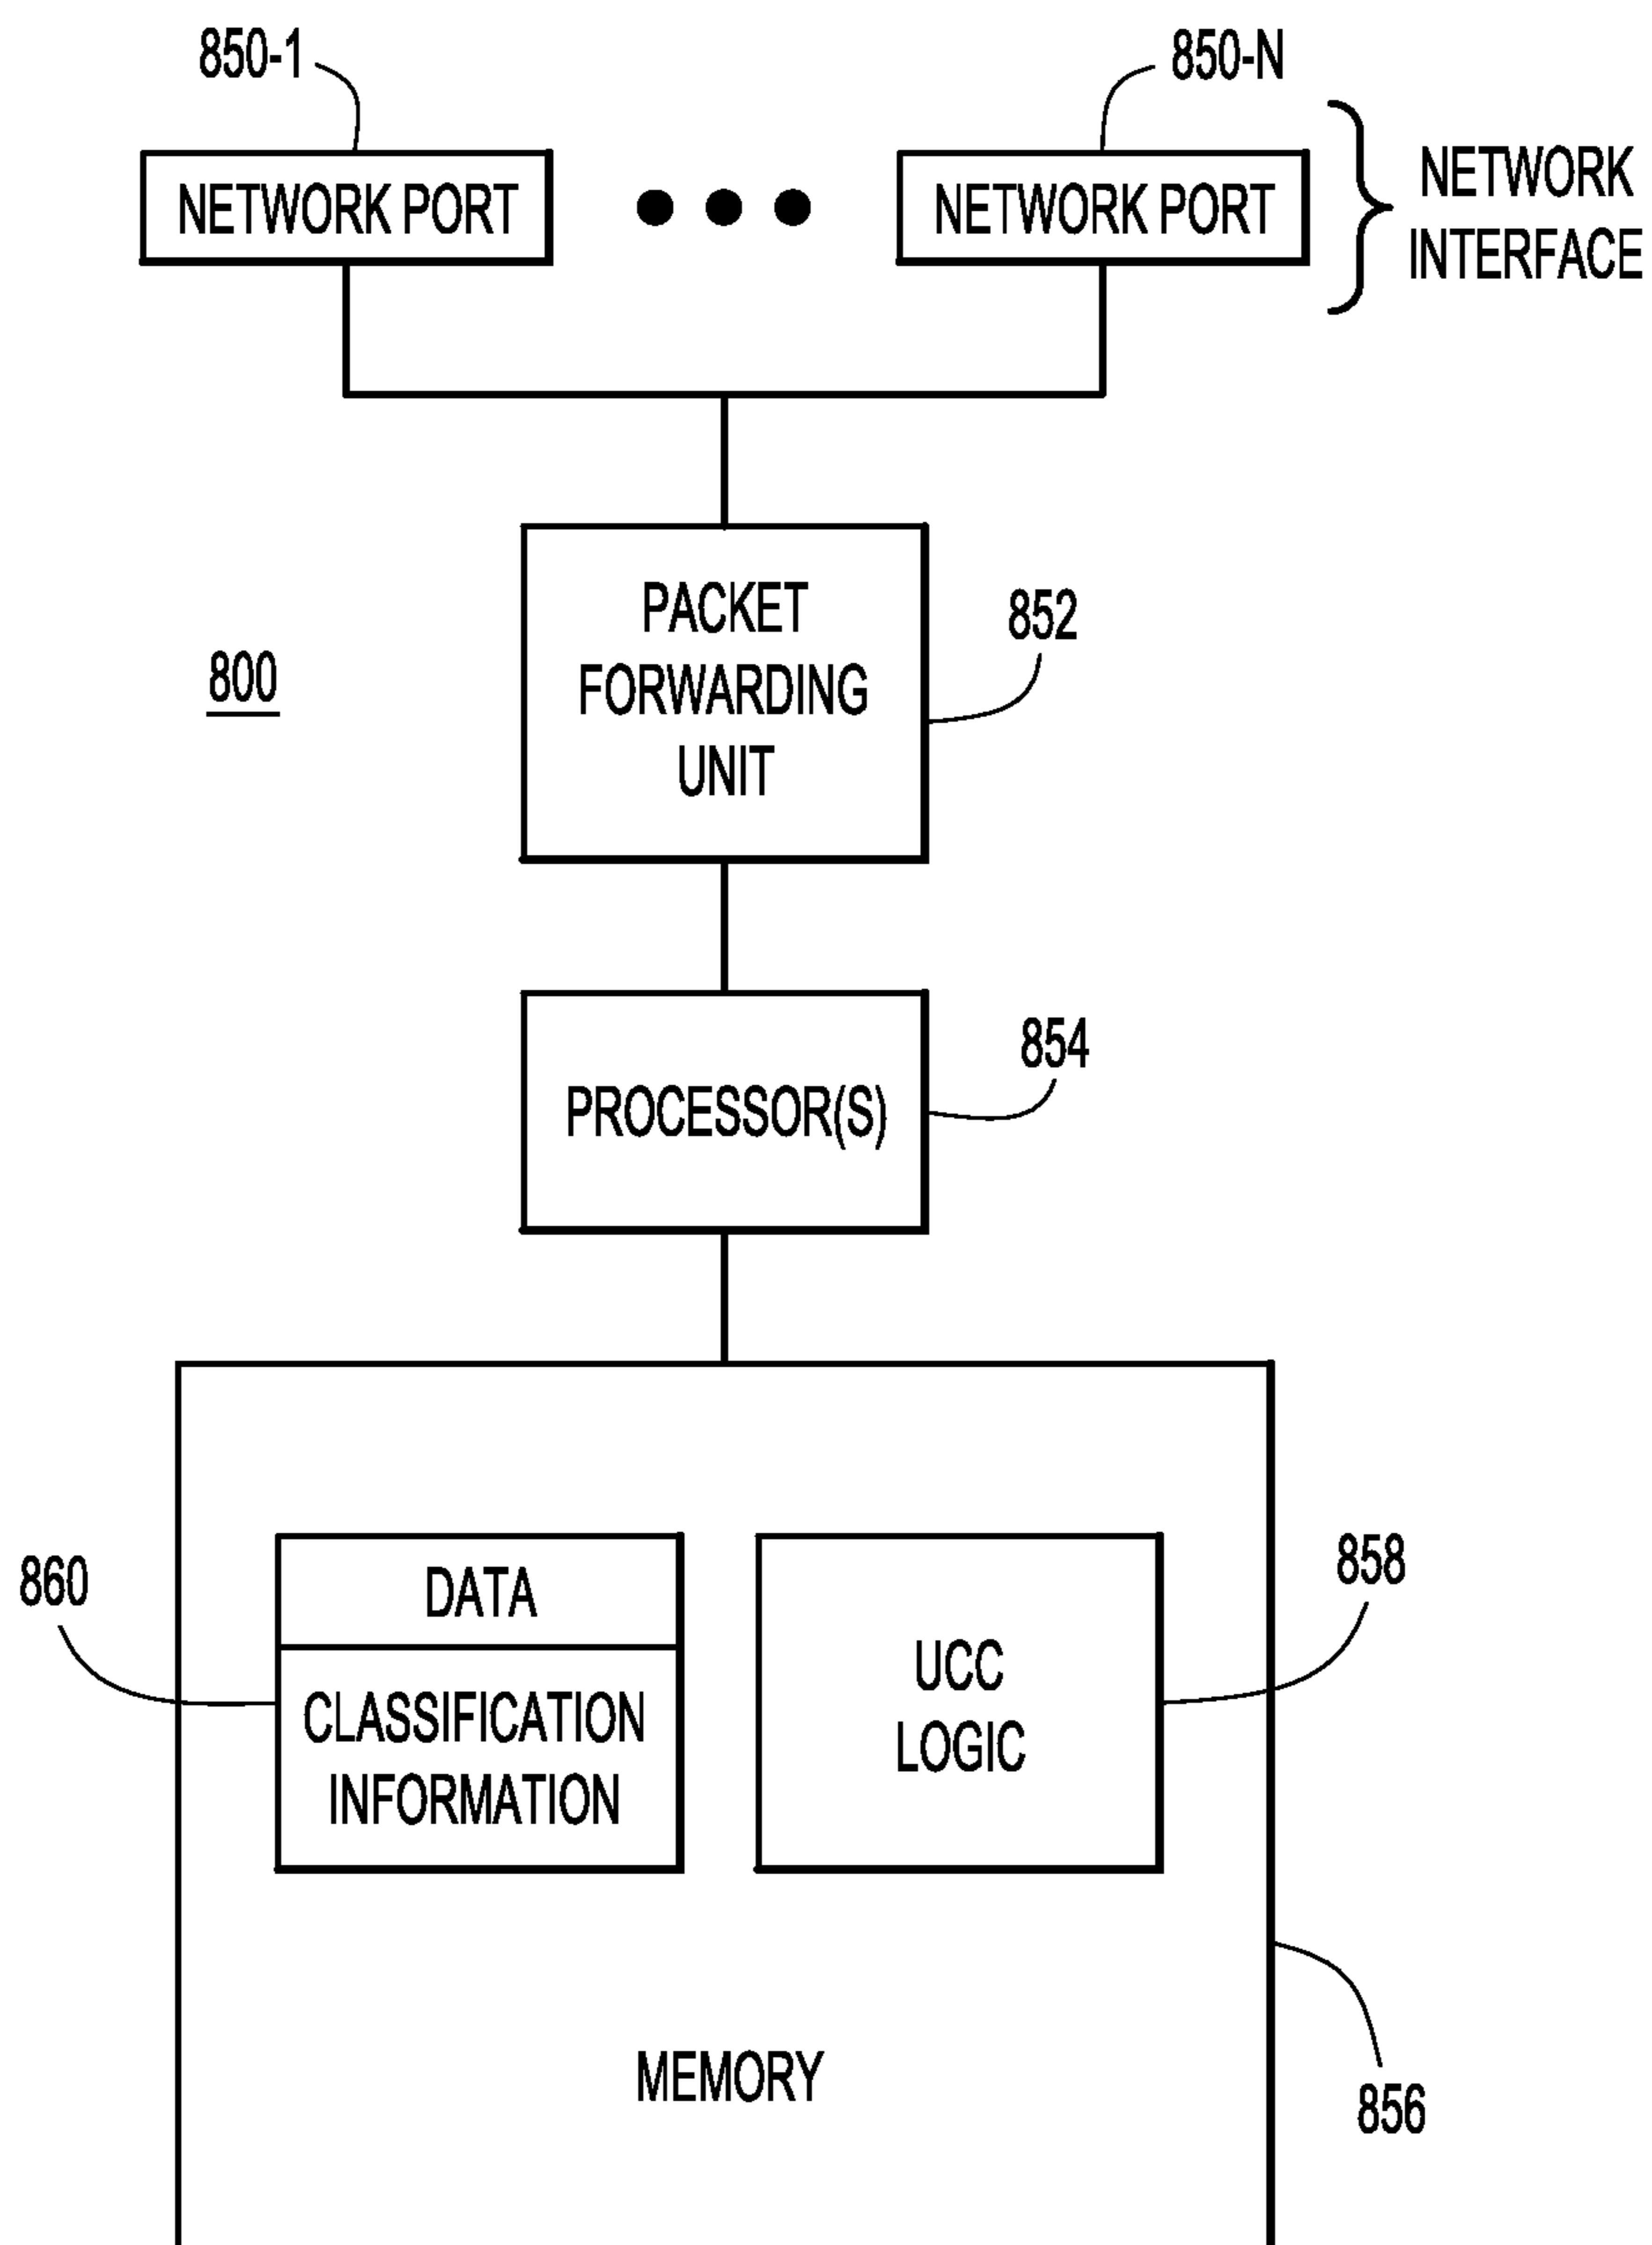 850-1
850-N
NETWORK PORT
NETWORK PORT
NETWORK
INTERFACE
PACKET
FORWARDING
UNIT
852
800
PROCESSOR(S)
854
860
DATA
CLASSIFICATION
INFORMATION
UCC
LOGIC
858
MEMORY
856